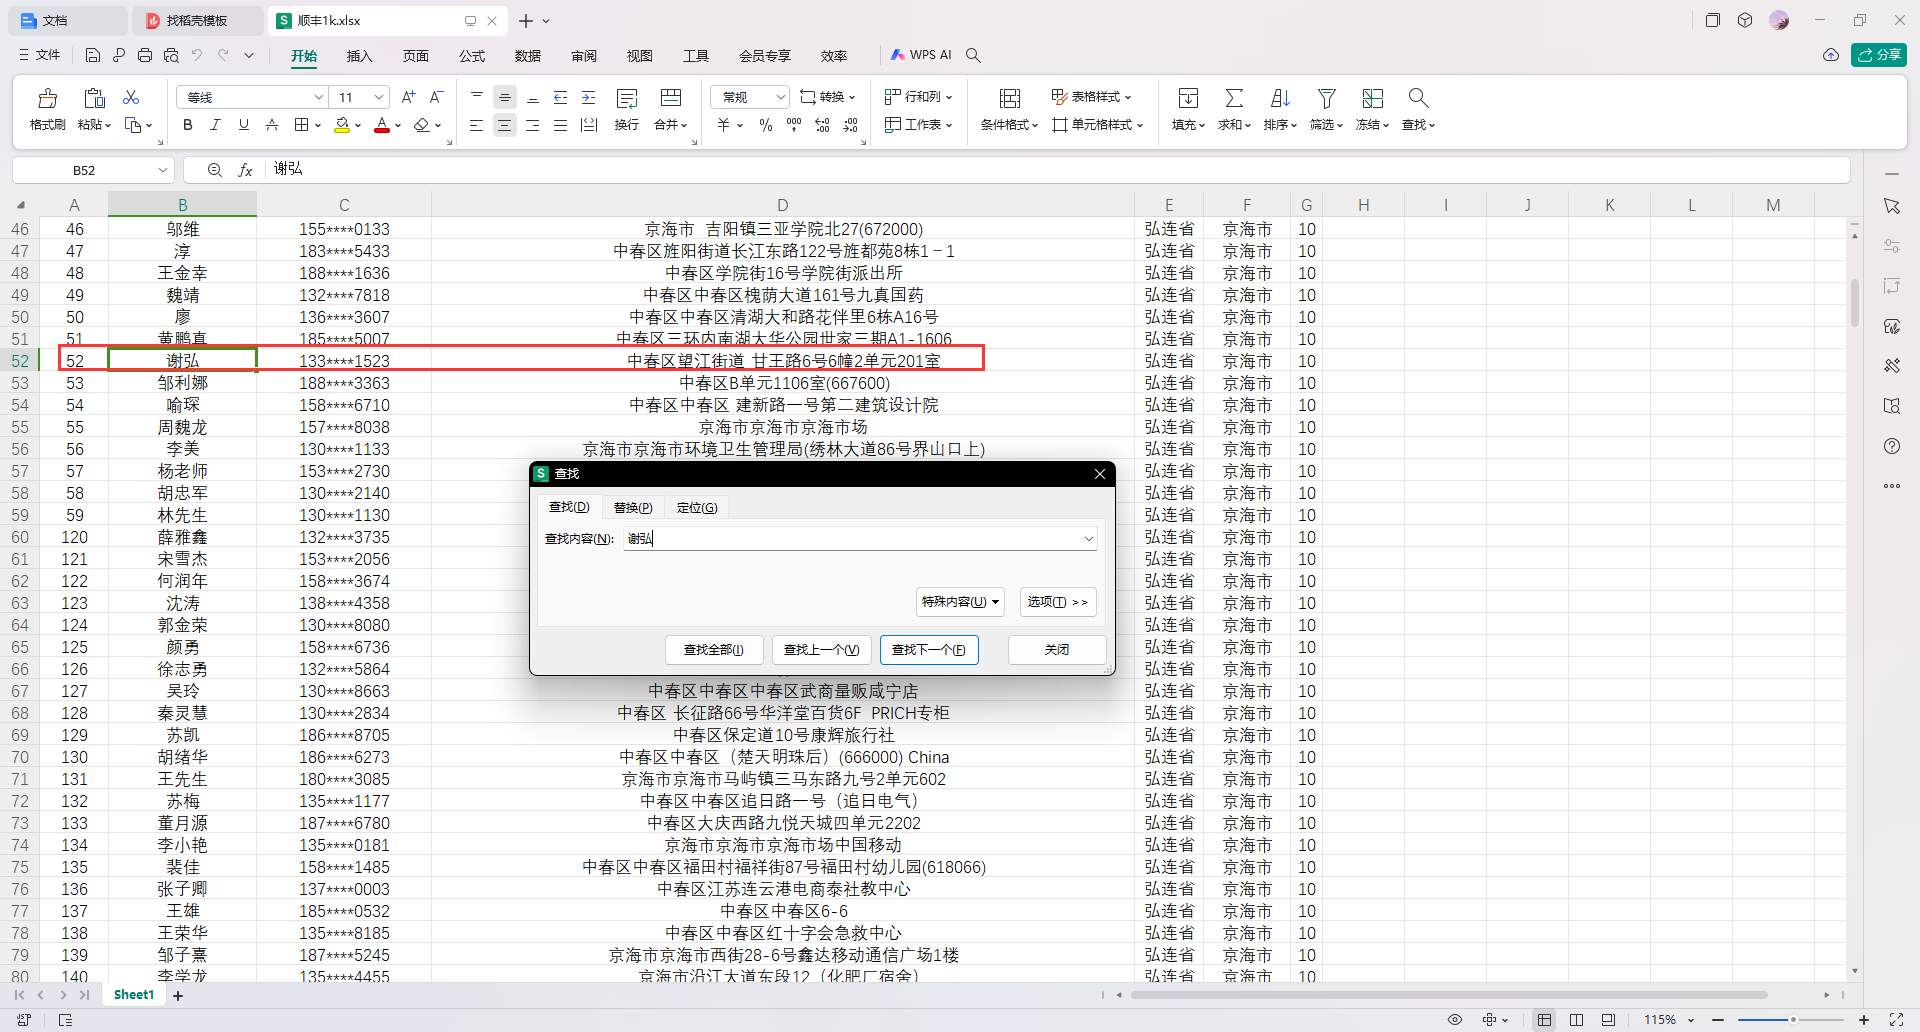 文档
找稻壳模板
顺丰1k.xlsx
文件
开始 插入 页面 公式 数据 审阅 视图 工具 会员专享 效率 WPS AI
分享
等线 11 常规 转换 行和列 表格样式
格式刷 粘贴 换行 合并 工作表 条件格式 单元格样式 填充 求和 排序 筛选 冻结 查找
B52 fx 谢弘
A B C D E F G H I J K L M
46 46 邬维 155****0133 京海市 吉阳镇三亚学院北27(672000) 弘连省 京海市 10
47 47 淳 183****5433 中春区旌阳街道长江东路122号旌都苑8栋1－1 弘连省 京海市 10
48 48 王金幸 188****1636 中春区学院街16号学院街派出所 弘连省 京海市 10
49 49 魏靖 132****7818 中春区中春区槐荫大道161号九真国药 弘连省 京海市 10
50 50 廖 136****3607 中春区中春区清湖大和路花伴里6栋A16号 弘连省 京海市 10
51 51 黄鹏真 185****5007 中春区三环内南湖大华公园世家三期A1-1606 弘连省 京海市 10
52 52 谢弘 133****1523 中春区望江街道 甘王路6号6幢2单元201室 弘连省 京海市 10
53 53 邹利娜 188****3363 中春区B单元1106室(667600) 弘连省 京海市 10
54 54 喻琛 158****6710 中春区中春区 建新路一号第二建筑设计院 弘连省 京海市 10
55 55 周魏龙 157****8038 京海市京海市京海市场 弘连省 京海市 10
56 56 李美 130****1133 京海市京海市环境卫生管理局(绣林大道86号界山口上) 弘连省 京海市 10
57 57 杨老师 153****2730 弘连省 京海市 10
58 58 胡忠军 130****2140 弘连省 京海市 10
59 59 林先生 130****1130 弘连省 京海市 10
60 120 薛雅鑫 132****3735 弘连省 京海市 10
61 121 宋雪杰 153****2056 弘连省 京海市 10
62 122 何润年 158****3674 弘连省 京海市 10
63 123 沈涛 138****4358 弘连省 京海市 10
64 124 郭金荣 130****8080 弘连省 京海市 10
65 125 颜勇 158****6736 弘连省 京海市 10
66 126 徐志勇 132****5864 弘连省 京海市 10
67 127 吴玲 130****8663 中春区中春区中春区武商量贩咸宁店 弘连省 京海市 10
68 128 秦灵慧 130****2834 中春区 长征路66号华洋堂百货6F PRICH专柜 弘连省 京海市 10
69 129 苏凯 186****8705 中春区保定道10号康辉旅行社 弘连省 京海市 10
70 130 胡绪华 186****6273 中春区中春区（楚天明珠后）(666000) China 弘连省 京海市 10
71 131 王先生 180****3085 京海市京海市马屿镇三马东路九号2单元602 弘连省 京海市 10
72 132 苏梅 135****1177 中春区中春区追日路一号（追日电气） 弘连省 京海市 10
73 133 董月源 187****6780 中春区大庆西路九悦天城四单元2202 弘连省 京海市 10
74 134 李小艳 135****0181 京海市京海市京海市场中国移动 弘连省 京海市 10
75 135 裴佳 158****1485 中春区中春区福田村福祥街87号福田村幼儿园(618066) 弘连省 京海市 10
76 136 张子卿 137****0003 中春区江苏连云港电商泰社教中心 弘连省 京海市 10
77 137 王雄 185****0532 中春区中春区6-6 弘连省 京海市 10
78 138 王荣华 135****8185 中春区中春区红十字会急救中心 弘连省 京海市 10
79 139 邹子熹 187****5245 京海市京海市西街28-6号鑫达移动通信广场1楼 弘连省 京海市 10
80 140 李学龙 135****4455 京海市沿江大道东段12（化肥厂宿舍） 弘连省 京海市 10
查找
查找(D) 替换(P) 定位(G)
查找内容(N): 谢弘
特殊内容(U) 选项(T) >>
查找全部(I) 查找上一个(V) 查找下一个(F) 关闭
Sheet1
115%